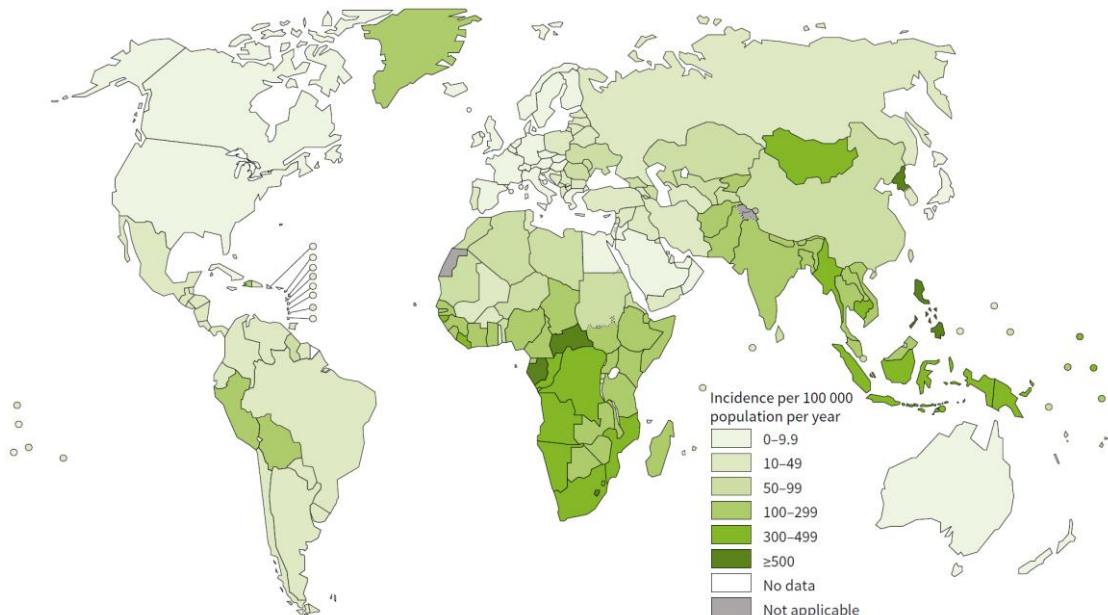 Incidence per 100 000
population per year
0–9.9
10–49
50–99
100–299
300–499
≥500
No data
Not applicable